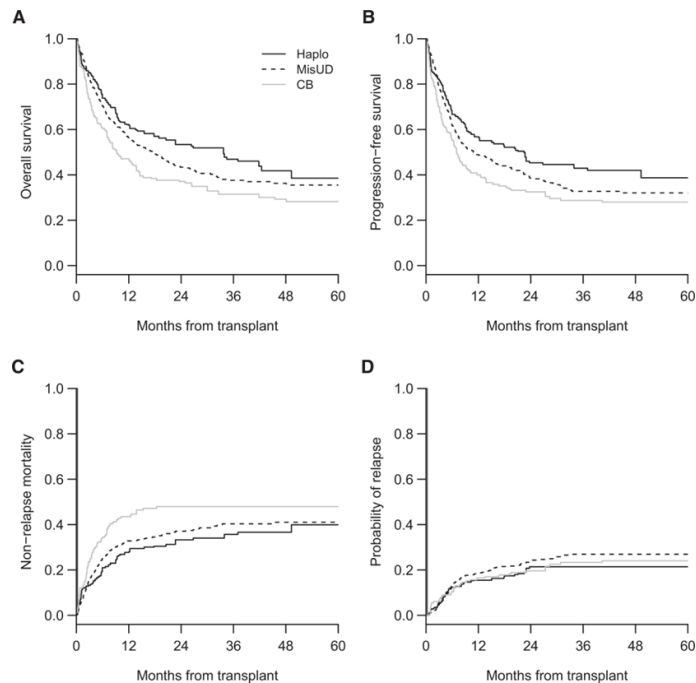 A
1.0
0.8
0.6
0.4
0.2
0.0
Overall survival
Haplo
MisUD
CB
0 12 24 36 48 60
Months from transplant
B
1.0
0.8
0.6
0.4
0.2
0.0
Progression−free survival
0 12 24 36 48 60
Months from transplant
C
1.0
0.8
0.6
0.4
0.2
0.0
Non−relapse mortality
0 12 24 36 48 60
Months from transplant
D
1.0
0.8
0.6
0.4
0.2
0.0
Probability of relapse
0 12 24 36 48 60
Months from transplant